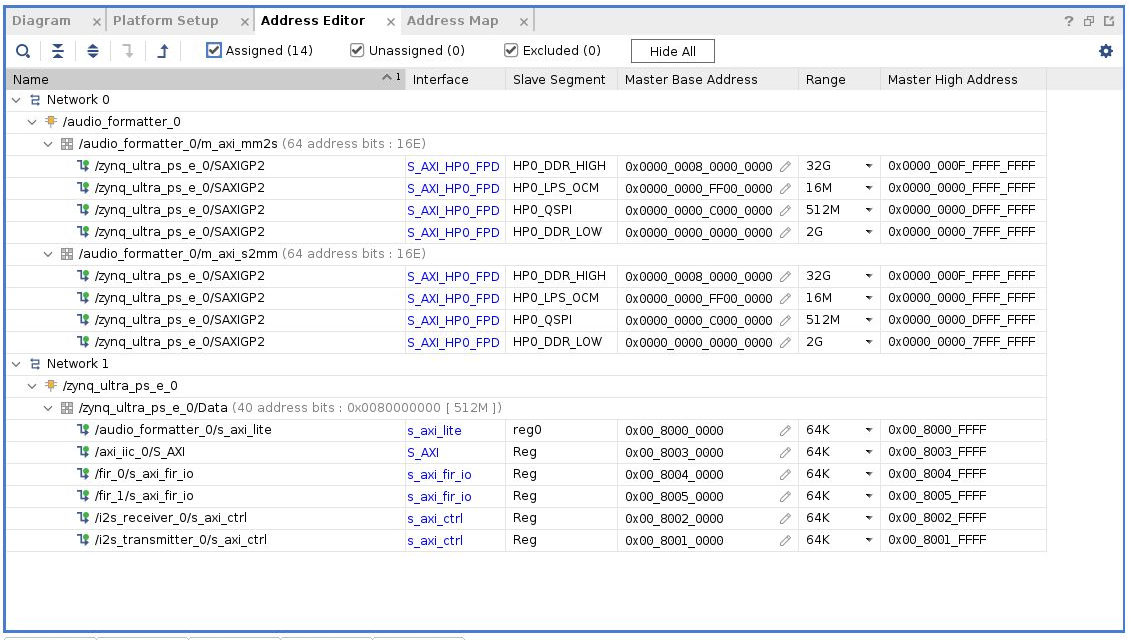 Diagram × Platform Setup × Address Editor × Address Map × ?
Assigned (14) Unassigned (0) Excluded (0) Hide All
Name 1 Interface Slave Segment Master Base Address Range Master High Address
Network 0
/audio_formatter_0
/audio_formatter_0/m_axi_mm2s (64 address bits : 16E)
/zynq_ultra_ps_e_0/SAXIGP2 S_AXI_HP0_FPD HP0_DDR_HIGH 0x0000_0008_0000_0000 32G 0x0000_000F_FFFF_FFFF
/zynq_ultra_ps_e_0/SAXIGP2 S_AXI_HP0_FPD HP0_LPS_OCM 0x0000_0000_FF00_0000 16M 0x0000_0000_FFFF_FFFF
/zynq_ultra_ps_e_0/SAXIGP2 S_AXI_HP0_FPD HP0_QSPI 0x0000_0000_C000_0000 512M 0x0000_0000_DFFF_FFFF
/zynq_ultra_ps_e_0/SAXIGP2 S_AXI_HP0_FPD HP0_DDR_LOW 0x0000_0000_0000_0000 2G 0x0000_0000_7FFF_FFFF
/audio_formatter_0/m_axi_s2mm (64 address bits : 16E)
/zynq_ultra_ps_e_0/SAXIGP2 S_AXI_HP0_FPD HP0_DDR_HIGH 0x0000_0008_0000_0000 32G 0x0000_000F_FFFF_FFFF
/zynq_ultra_ps_e_0/SAXIGP2 S_AXI_HP0_FPD HP0_LPS_OCM 0x0000_0000_FF00_0000 16M 0x0000_0000_FFFF_FFFF
/zynq_ultra_ps_e_0/SAXIGP2 S_AXI_HP0_FPD HP0_QSPI 0x0000_0000_C000_0000 512M 0x0000_0000_DFFF_FFFF
/zynq_ultra_ps_e_0/SAXIGP2 S_AXI_HP0_FPD HP0_DDR_LOW 0x0000_0000_0000_0000 2G 0x0000_0000_7FFF_FFFF
Network 1
/zynq_ultra_ps_e_0
/zynq_ultra_ps_e_0/Data (40 address bits : 0x0080000000 [ 512M ])
/audio_formatter_0/s_axi_lite s_axi_lite reg0 0x00_8000_0000 64K 0x00_8000_FFFF
/axi_iic_0/S_AXI S_AXI Reg 0x00_8003_0000 64K 0x00_8003_FFFF
/fir_0/s_axi_fir_io s_axi_fir_io Reg 0x00_8004_0000 64K 0x00_8004_FFFF
/fir_1/s_axi_fir_io s_axi_fir_io Reg 0x00_8005_0000 64K 0x00_8005_FFFF
/i2s_receiver_0/s_axi_ctrl s_axi_ctrl Reg 0x00_8002_0000 64K 0x00_8002_FFFF
/i2s_transmitter_0/s_axi_ctrl s_axi_ctrl Reg 0x00_8001_0000 64K 0x00_8001_FFFF